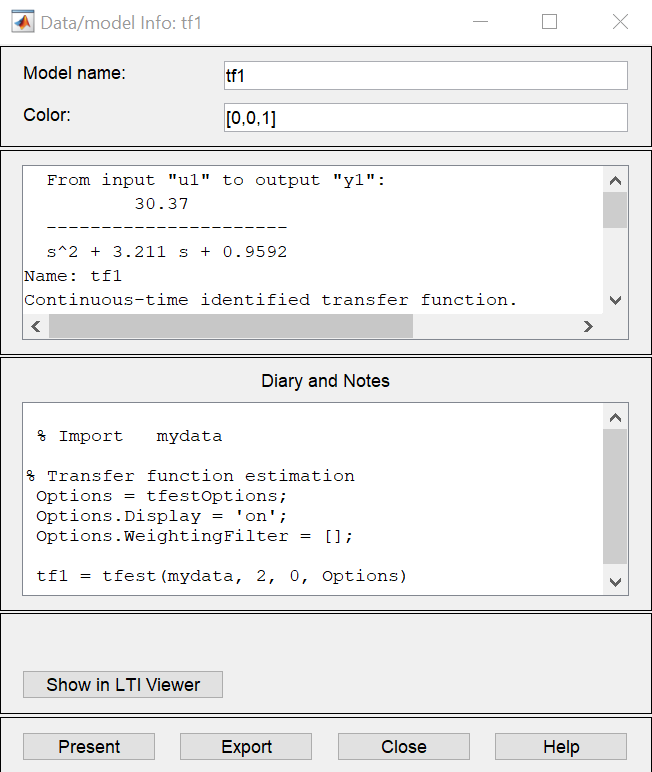 Data/model Info: tf1
Model name:
tf1
Color:
[0,0,1]
From input "u1" to output "y1":
30.37
-----------------------
s^2 + 3.211 s + 0.9592
Name: tf1
Continuous-time identified transfer function.
Diary and Notes
% Import   mydata
% Transfer function estimation
Options = tfestOptions;
Options.Display = 'on';
Options.WeightingFilter = [];
tf1 = tfest(mydata, 2, 0, Options)
Show in LTI Viewer
Present
Export
Close
Help